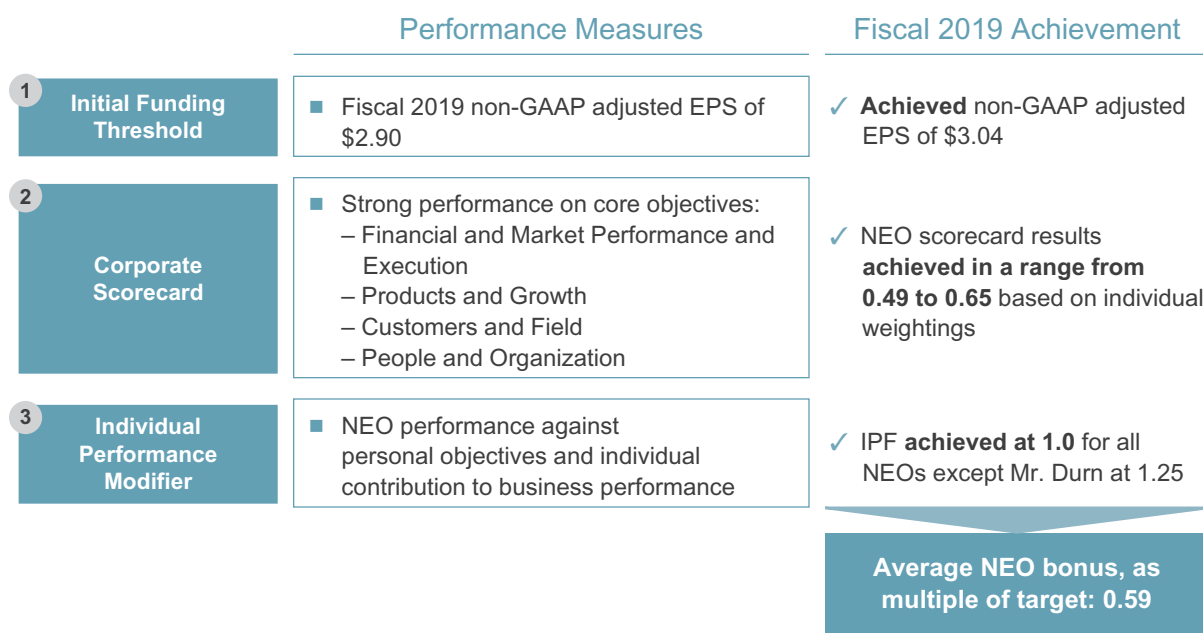 Performance Measures
Fiscal 2019 Achievement
1
Initial Funding
Threshold
■ Fiscal 2019 non-GAAP adjusted EPS of
$2.90
✓ Achieved non-GAAP adjusted
EPS of $3.04
2
Corporate
Scorecard
■ Strong performance on core objectives:
– Financial and Market Performance and
Execution
– Products and Growth
– Customers and Field
– People and Organization
✓ NEO scorecard results
achieved in a range from
0.49 to 0.65 based on individual
weightings
3
Individual
Performance
Modifier
■ NEO performance against
personal objectives and individual
contribution to business performance
✓ IPF achieved at 1.0 for all
NEOs except Mr. Durn at 1.25
Average NEO bonus, as
multiple of target: 0.59